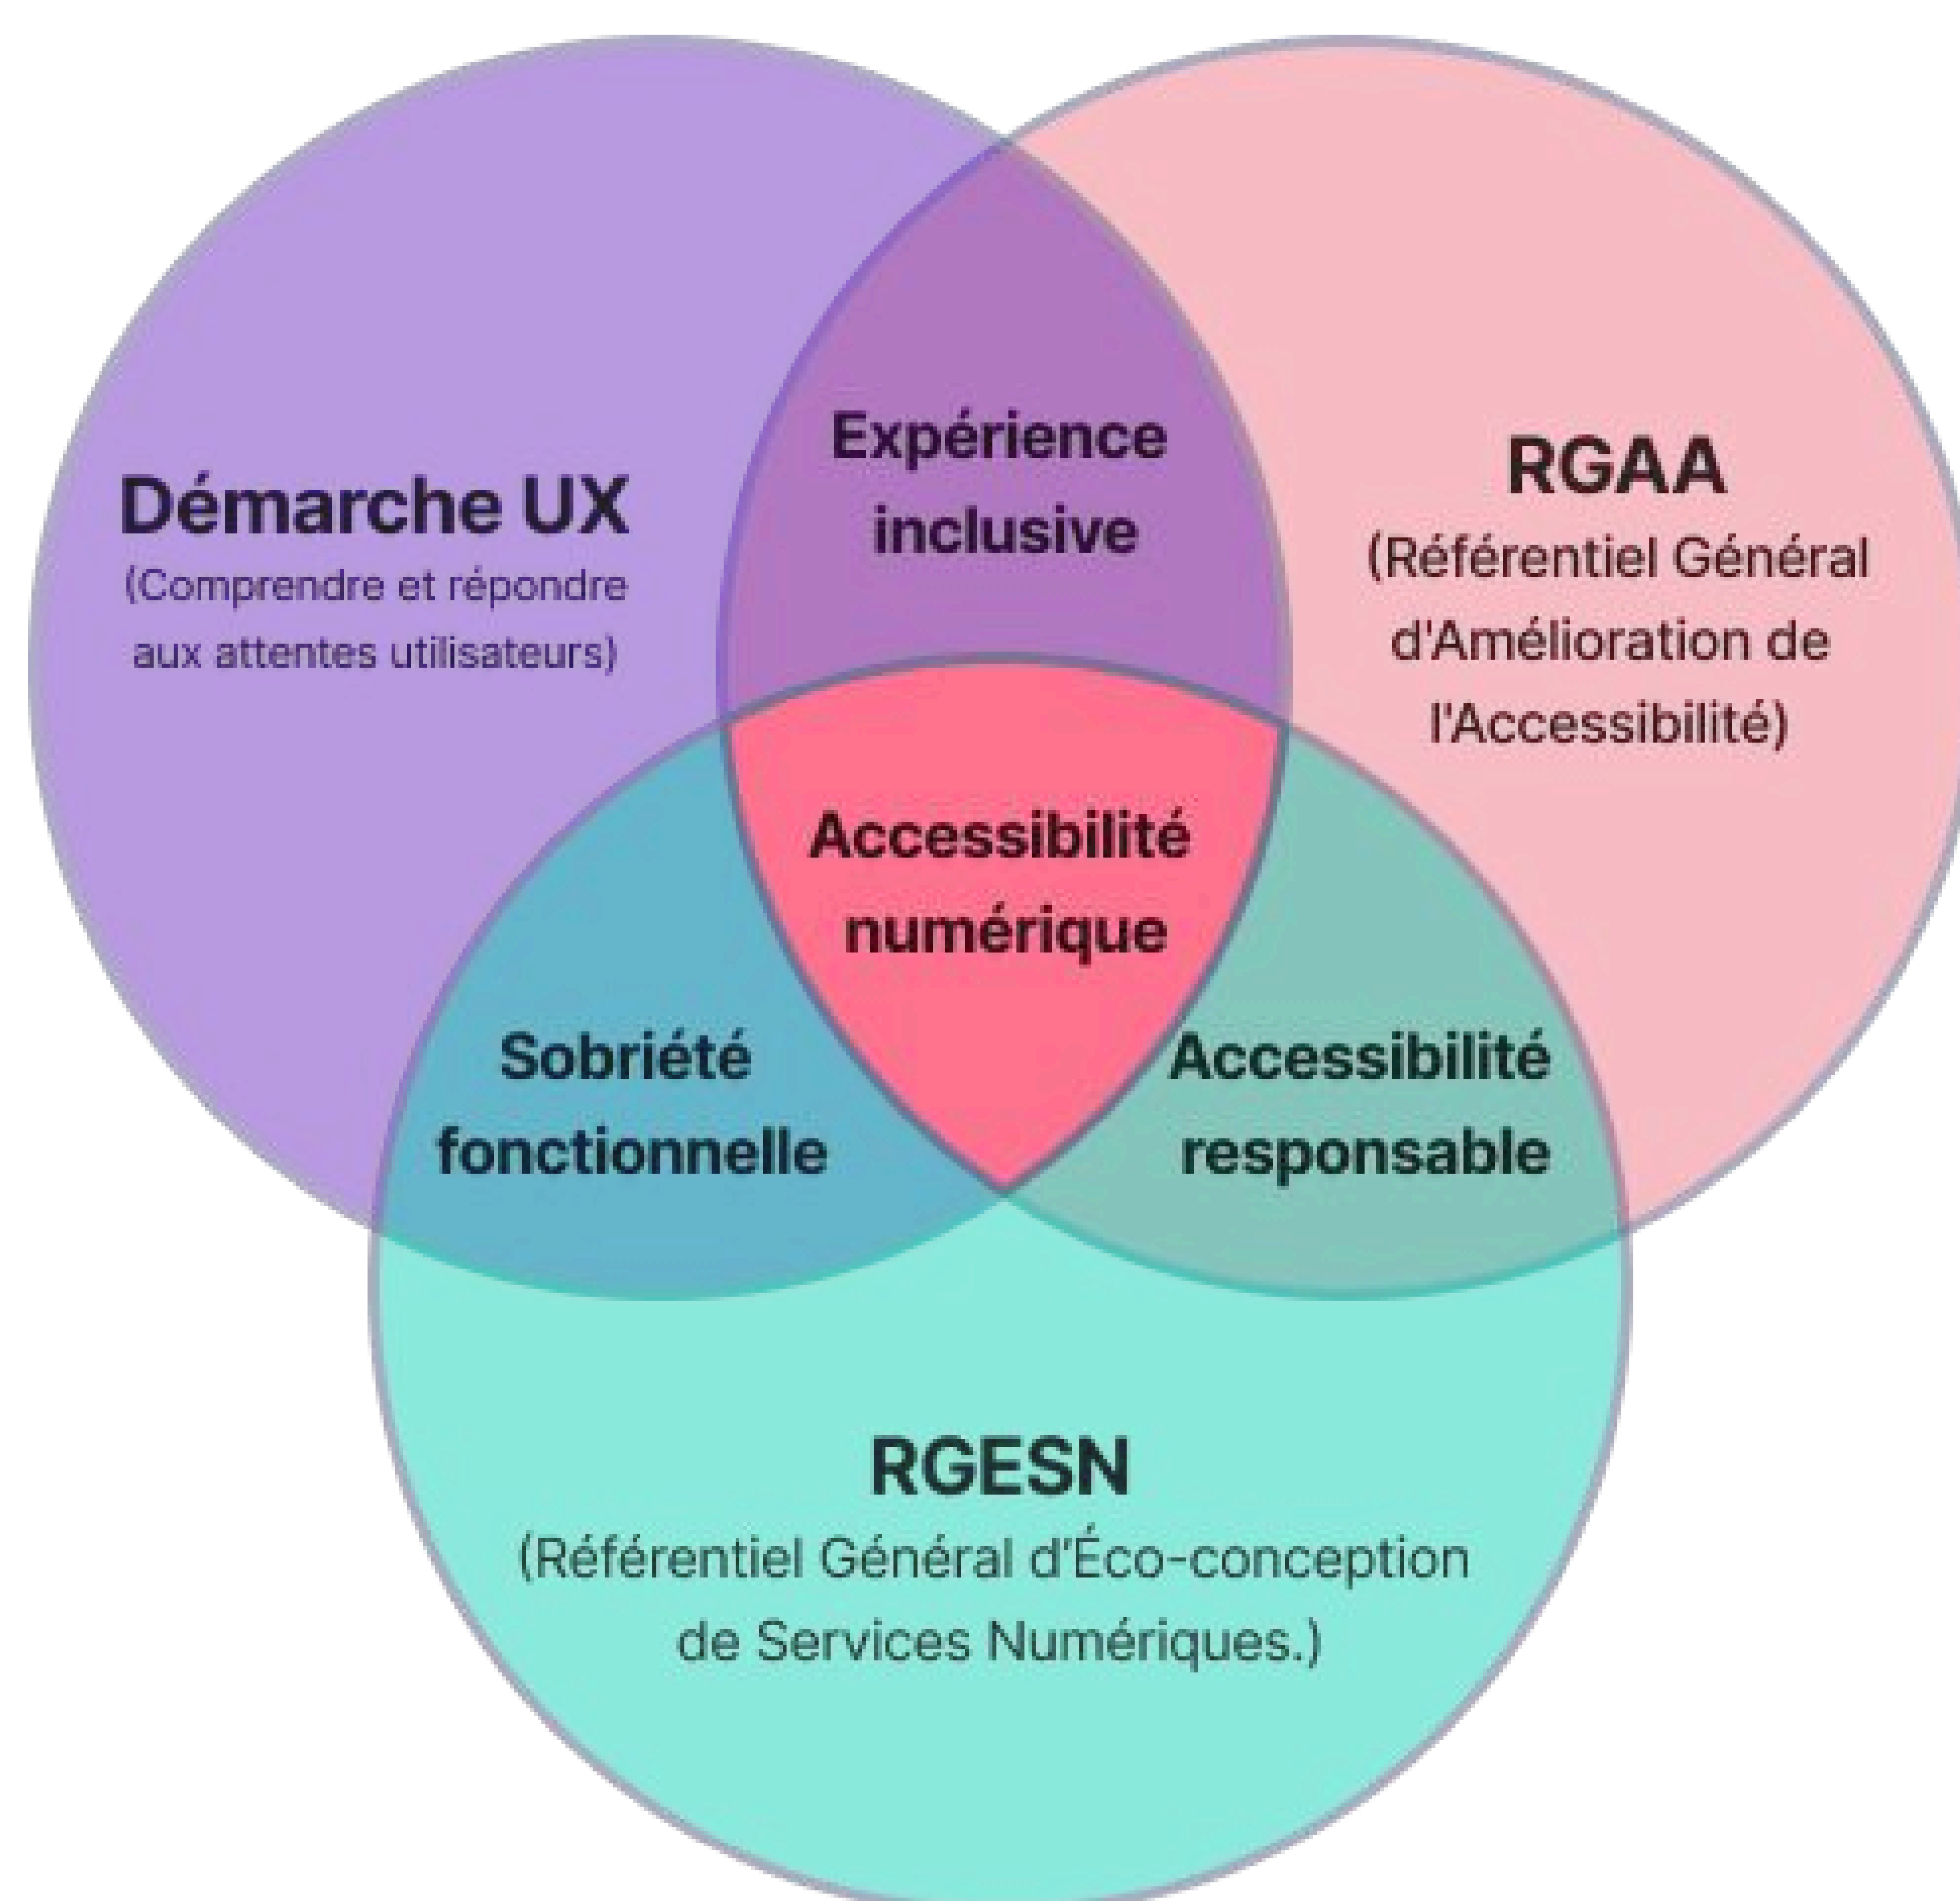 Démarche UX
(Comprendre et répondre
aux attentes utilisateurs)
Expérience
inclusive
RGAA
(Référentiel Général
d'Amélioration de
l'Accessibilité)
Accessibilité
numérique
Sobriété
fonctionnelle
Accessibilité
responsable
RGESN
(Référentiel Général d'Éco-conception
de Services Numériques.)